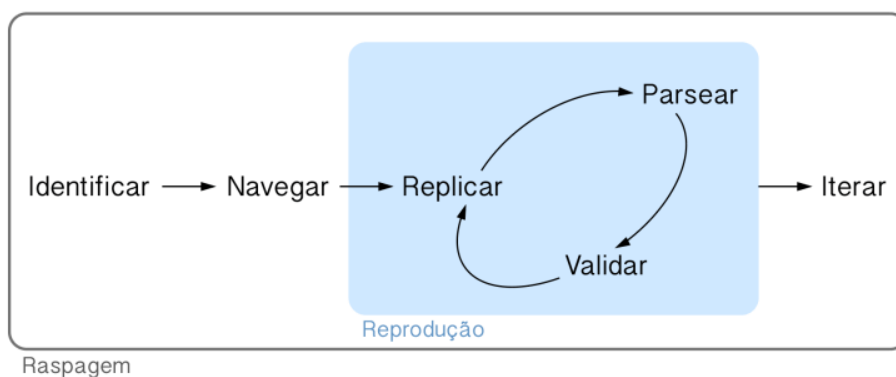 Parsear
Identificar
Navegar
Replicar
Iterar
Validar
Reprodução
Raspagem